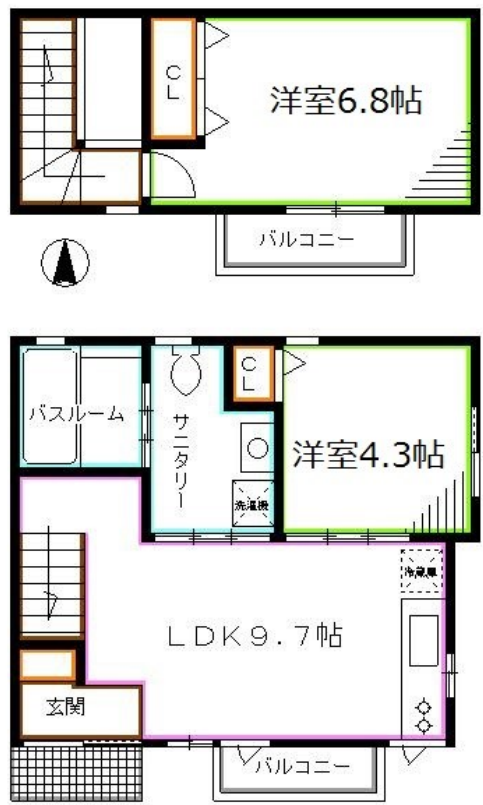 CL
洋室6.8帖
バルコニー
バスルーム
サニタリー
CL
洋室4.3帖
洗濯機
冷蔵庫
LDK9.7帖
玄関
バルコニー